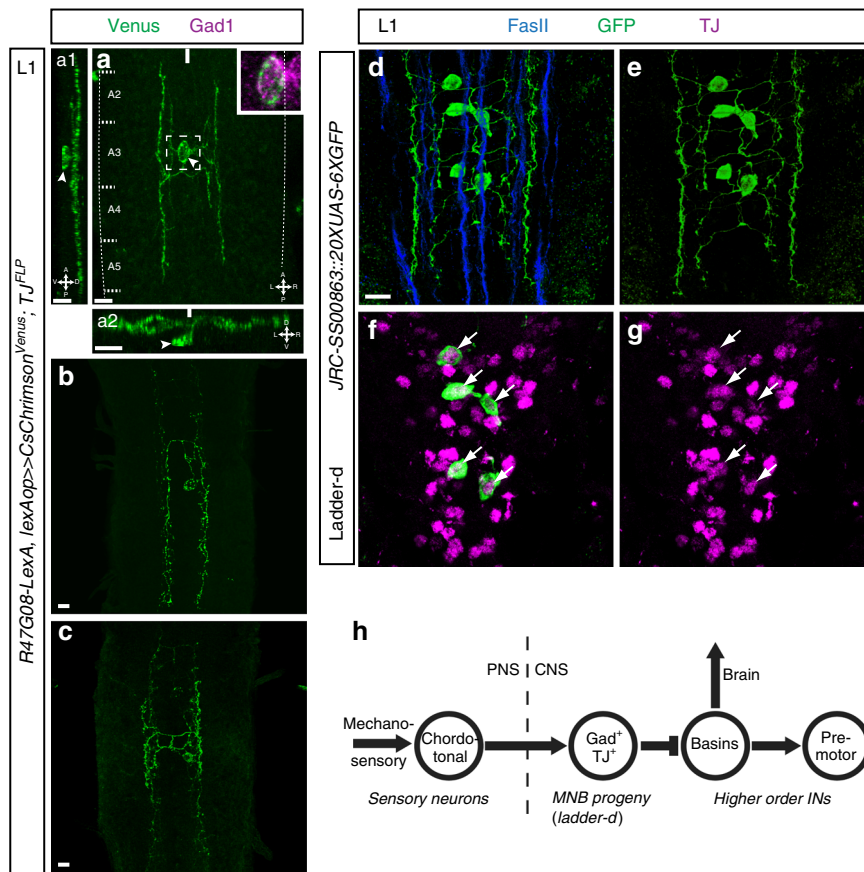 Venus Gad1
L1
R47G08-LexA, lexAop>>CsChrimson^Venus; TJ^FLP
a1
V D
A
P
a
A2
A3
A4
A5
A
L R
P
a2
D
L R
V
b
c
L1 FasII GFP TJ
JRC-SS00863::20XUAS-6XGFP
Ladder-d
d
e
f
g
h
PNS CNS
Brain
Mechano-
sensory
Chordo-
tonal
Gad+
TJ+
Basins
Pre-
motor
Sensory neurons
MNB progeny
(ladder-d)
Higher order INs